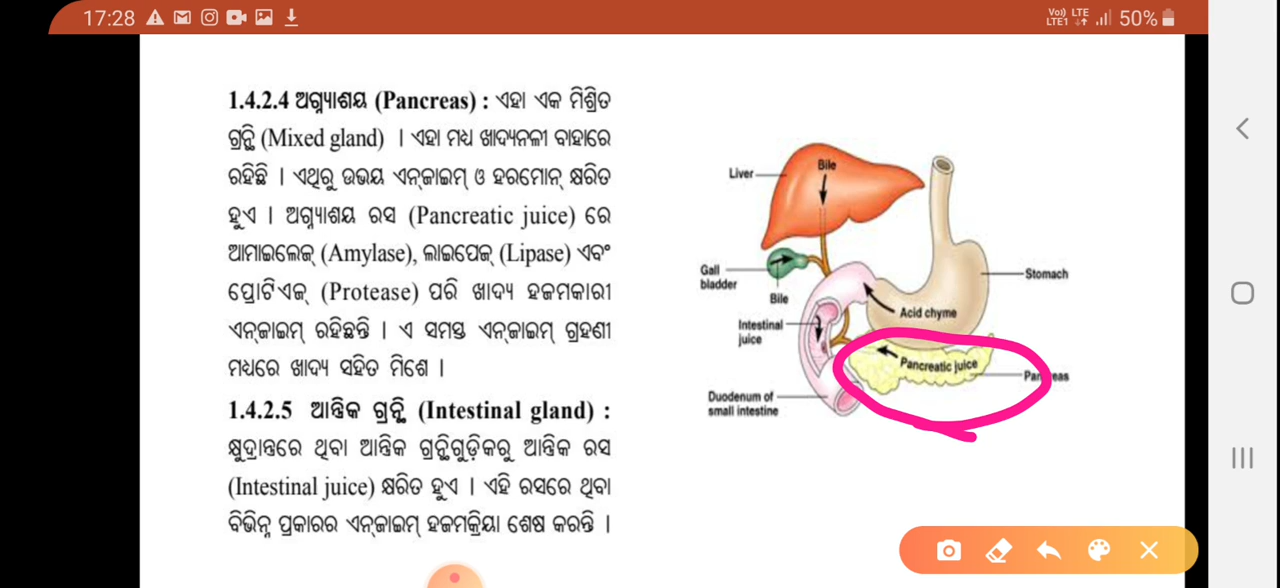 17:28
Vo)) LTE
LTE1
50%
1.4.2.4 ଅଗ୍ନ୍ୟାଶୟ (Pancreas) : ଏହା ଏକ ମିଶ୍ରିତ
ଗ୍ରନ୍ଥି (Mixed gland) । ଏହା ମଧ୍ୟ ଖାଦ୍ୟନଳୀ ବାହାରେ
ରହିଛି । ଏଥିରୁ ଉଭୟ ଏନ୍‌ଜାଇମ୍ ଓ ହରମୋନ୍ କ୍ଷରିତ
ହୁଏ । ଅଗ୍ନ୍ୟାଶୟ ରସ (Pancreatic juice) ରେ
ଆମାଇଲେଜ୍ (Amylase), ଲାଇପେଜ୍ (Lipase) ଏବଂ
ପ୍ରୋଟିଏଜ୍ (Protease) ପରି ଖାଦ୍ୟ ହଜମକାରୀ
ଏନ୍‌ଜାଇମ୍ ରହିଛନ୍ତି । ଏ ସମସ୍ତ ଏନ୍‌ଜାଇମ୍ ଗ୍ରହଣୀ
ମଧ୍ୟରେ ଖାଦ୍ୟ ସହିତ ମିଶେ ।
1.4.2.5 ଆନ୍ତ୍ରିକ ଗ୍ରନ୍ଥି (Intestinal gland) :
କ୍ଷୁଦ୍ରାନ୍ତରେ ଥିବା ଆନ୍ତ୍ରିକ ଗ୍ରନ୍ଥିଗୁଡ଼ିକରୁ ଆନ୍ତ୍ରିକ ରସ
(Intestinal juice) କ୍ଷରିତ ହୁଏ । ଏହି ରସରେ ଥିବା
ବିଭିନ୍ନ ପ୍ରକାରର ଏନ୍‌ଜାଇମ୍ ହଜମକ୍ରିୟା ଶେଷ କରନ୍ତି ।
Liver
Bile
Gall
bladder
Bile
Stomach
Acid chyme
Intestinal
juice
Pancreatic juice
Pancreas
Duodenum of
small intestine